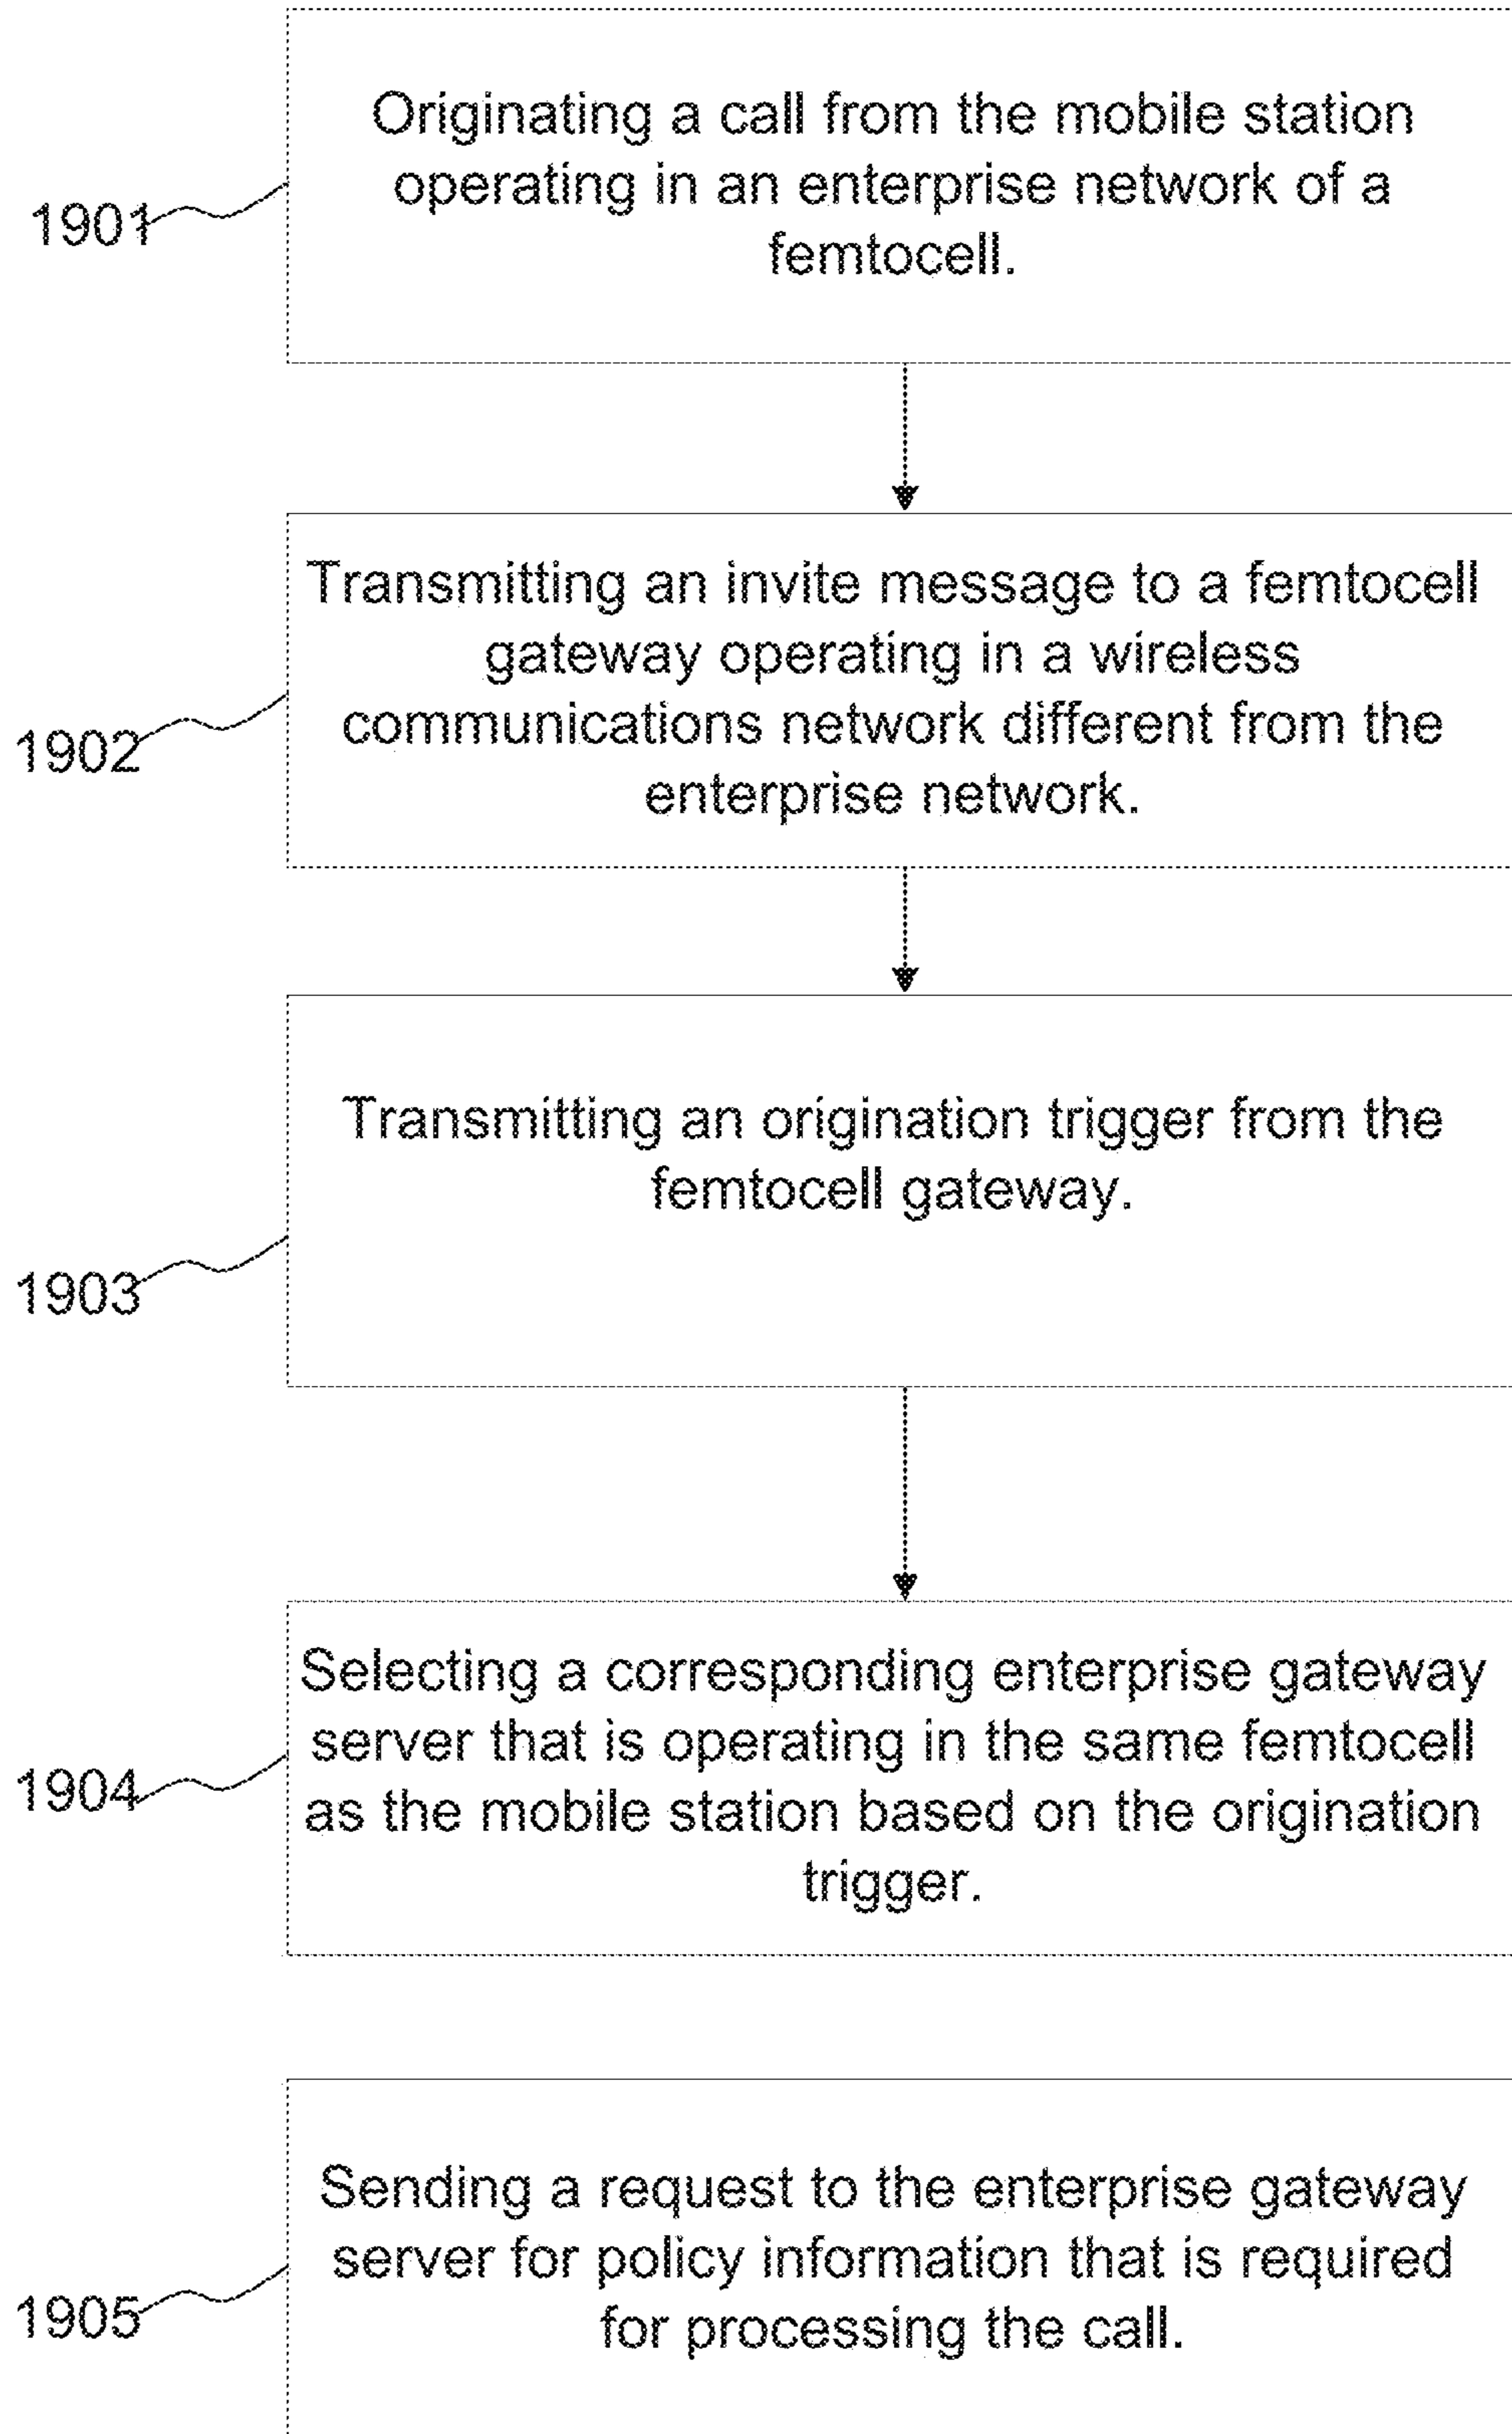 Originating a call from the mobile station
operating in an enterprise network of a
femtocell.
1901
Transmitting an invite message to a femtocell
gateway operating in a wireless
communications network different from the
enterprise network.
1902
Transmitting an origination trigger from the
femtocell gateway.
1903
Selecting a corresponding enterprise gateway
server that is operating in the same femtocell
as the mobile station based on the origination
trigger.
1904
Sending a request to the enterprise gateway
server for policy information that is required
for processing the call.
1905